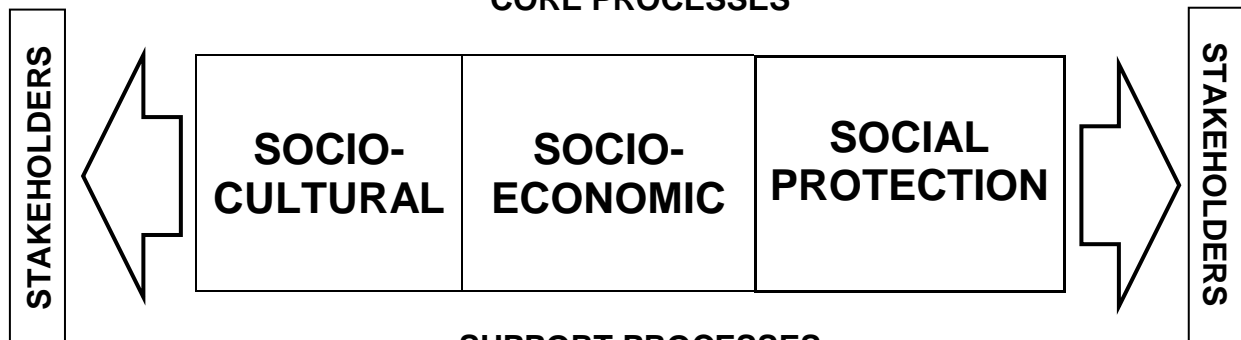 CORE PROCESSES
STAKEHOLDERS
SOCIO-
CULTURAL
SOCIO-
ECONOMIC
SOCIAL
PROTECTION
STAKEHOLDERS
SUPPORT PROCESSES